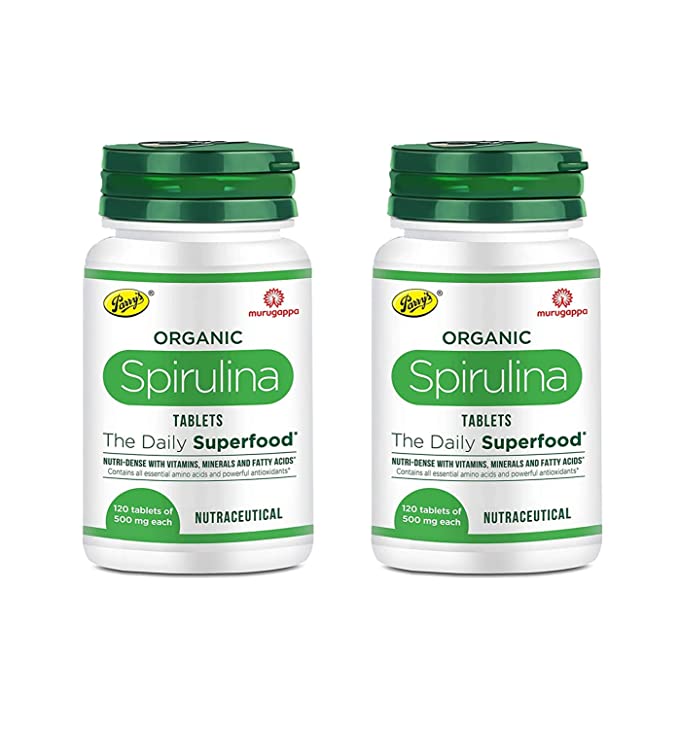 Parry's®
murugappa
ORGANIC
Spirulina
TABLETS
The Daily Superfood*
NUTRI-DENSE WITH VITAMINS, MINERALS AND FATTY ACIDS*
Contains all essential amino acids and powerful antioxidants*
120 tablets of
500 mg each
NUTRACEUTICAL
Parry's®
murugappa
ORGANIC
Spirulina
TABLETS
The Daily Superfood*
NUTRI-DENSE WITH VITAMINS, MINERALS AND FATTY ACIDS*
Contains all essential amino acids and powerful antioxidants*
120 tablets of
500 mg each
NUTRACEUTICAL